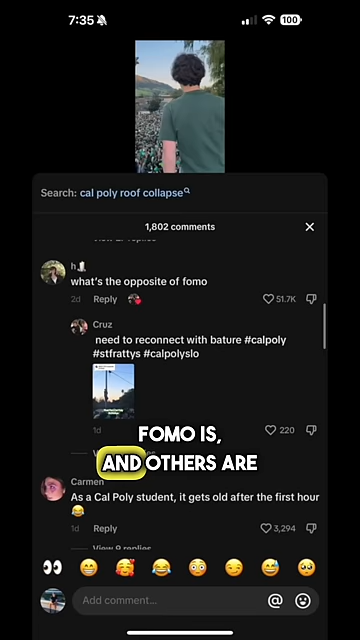 7:35
100
Search: cal poly roof collapse
1,802 comments
h
what's the opposite of fomo
2d Reply
51.7K
Cruz
need to reconnect with bature #calpoly
#stfrattys #calpolyslo
1d
220
FOMO IS,
AND OTHERS ARE
Carmen
As a Cal Poly student, it gets old after the first hour
😂
1d Reply
3,294
View 9 replies
Add comment...